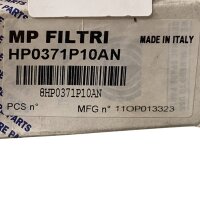 MP FILTRI
MADE IN ITALY
HP0371P10AN
8HP0371P10AN
PCS n°
MFG n° 11OP013323